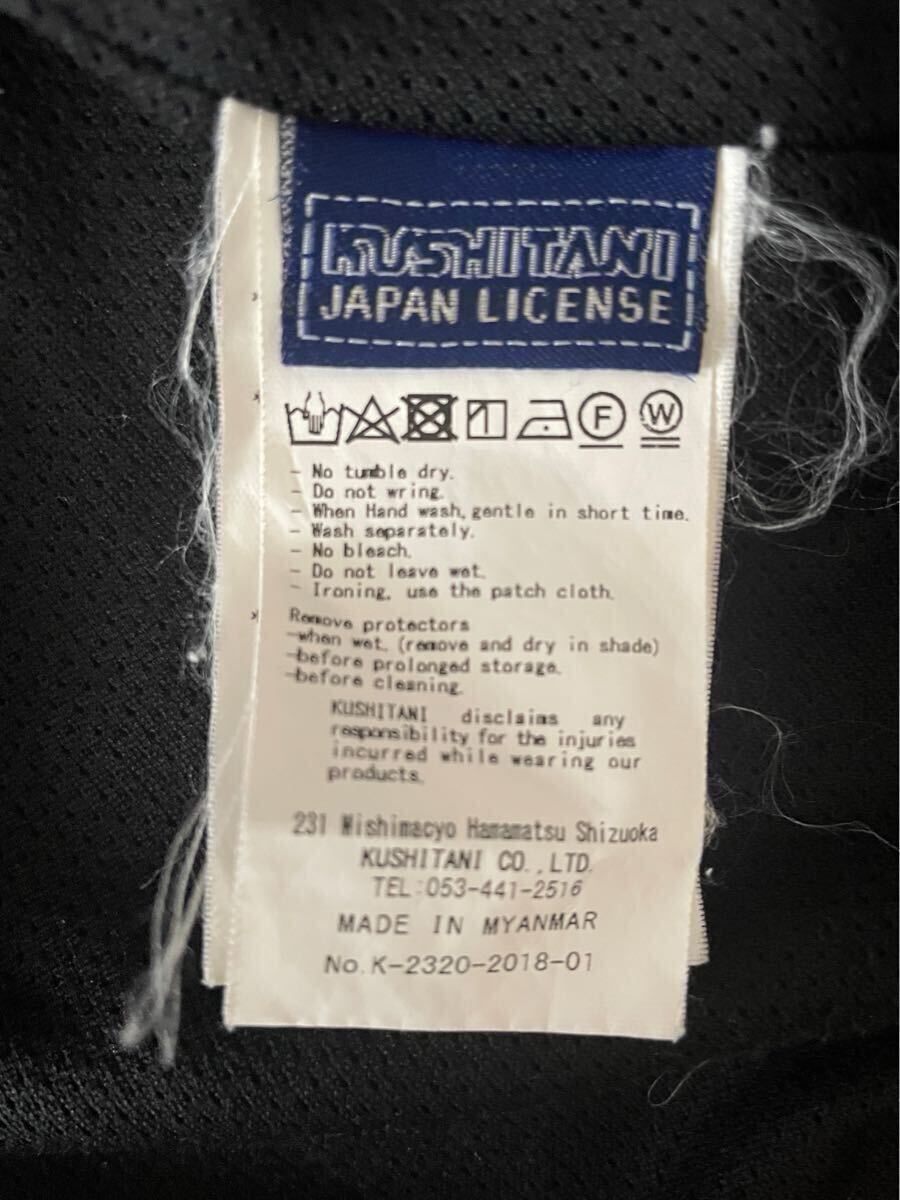 KUSHITANI
JAPAN LICENSE
F W
- No tumble dry.
- Do not wring.
- When Hand wash, gentle in short time.
- Wash separately.
- No bleach.
- Do not leave wet.
- Ironing, use the patch cloth.
Remove protectors
-when wet. (remove and dry in shade)
-before prolonged storage.
-before cleaning.
KUSHITANI disclaims any
responsibility for the injuries
incurred while wearing our
products.
231 Mishimacyo Hamamatsu Shizuoka
KUSHITANI CO.,LTD.
TEL:053-441-2516
MADE IN MYANMAR
No.K-2320-2018-01